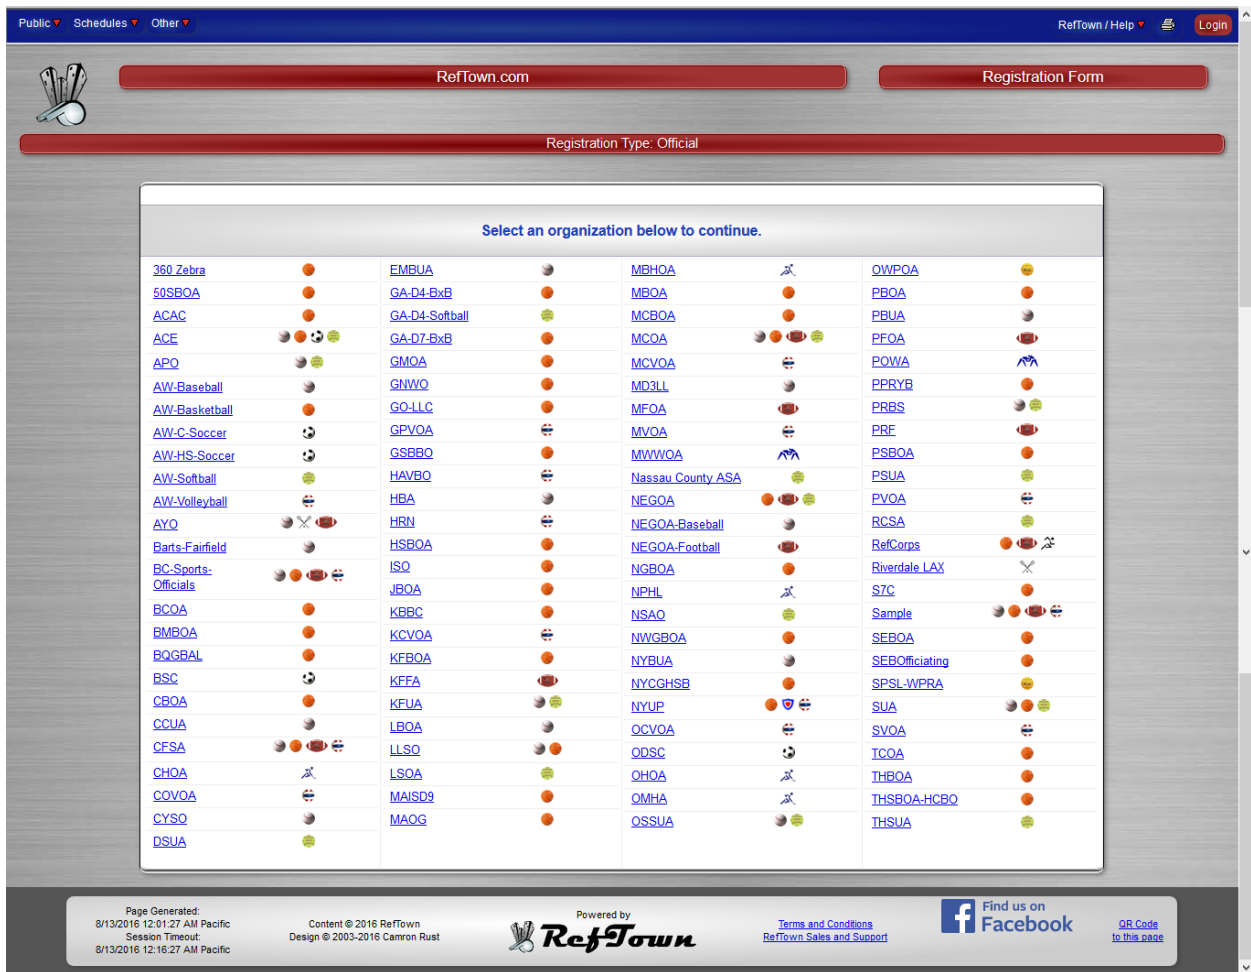 Public Schedules Other RefTown / Help Login
RefTown.com
Registration Form
Registration Type: Official
Select an organization below to continue.
360 Zebra
50SBOA
ACAC
ACE
APO
AW-Baseball
AW-Basketball
AW-C-Soccer
AW-HS-Soccer
AW-Softball
AW-Volleyball
AYO
Barts-Fairfield
BC-Sports-
Officials
BCOA
BMBOA
BQGBAL
BSC
CBOA
CCUA
CFSA
CHOA
COVOA
CYSO
DSUA
EMBUA
GA-D4-BxB
GA-D4-Softball
GA-D7-BxB
GMOA
GNWO
GO-LLC
GPVOA
GSBBO
HAVBO
HBA
HRN
HSBOA
ISO
JBOA
KBBC
KCVOA
KFBOA
KFFA
KFUA
LBOA
LLSO
LSOA
MAISD9
MAOG
MBHOA
MBOA
MCBOA
MCOA
MCVOA
MD3LL
MFOA
MVOA
MWWOA
Nassau County ASA
NEGOA
NEGOA-Baseball
NEGOA-Football
NGBOA
NPHL
NSAO
NWGBOA
NYBUA
NYCGHSB
NYUP
OCVOA
ODSC
OHOA
OMHA
OSSUA
OWPOA
PBOA
PBUA
PFOA
POWA
PPRYB
PRBS
PRF
PSBOA
PSUA
PVOA
RCSA
RefCorps
Riverdale LAX
S7C
Sample
SEBOA
SEBOfficiating
SPSL-WPRA
SUA
SVOA
TCOA
THBOA
THSBOA-HCBO
THSUA
Page Generated:
8/13/2016 12:01:27 AM Pacific
Session Timeout:
8/13/2016 12:16:27 AM Pacific
Content © 2016 RefTown
Design © 2003-2016 Camron Rust
Powered by
RefTown
Terms and Conditions
RefTown Sales and Support
Find us on
Facebook
QR Code
to this page